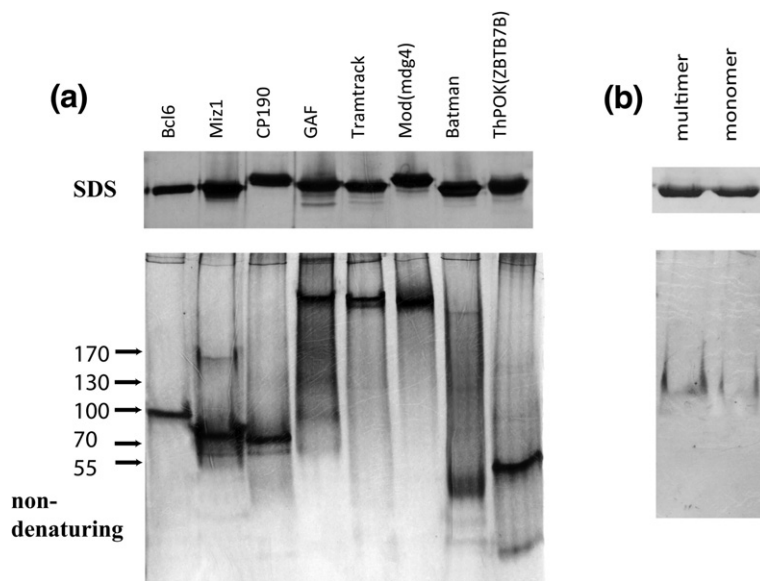 (a)
Bcl6
Miz1
CP190
GAF
Tramtrack
Mod(mdg4)
Batman
ThPOK(ZBTB7B)
SDS
170
130
100
70
55
non-
denaturing
(b)
multimer
monomer